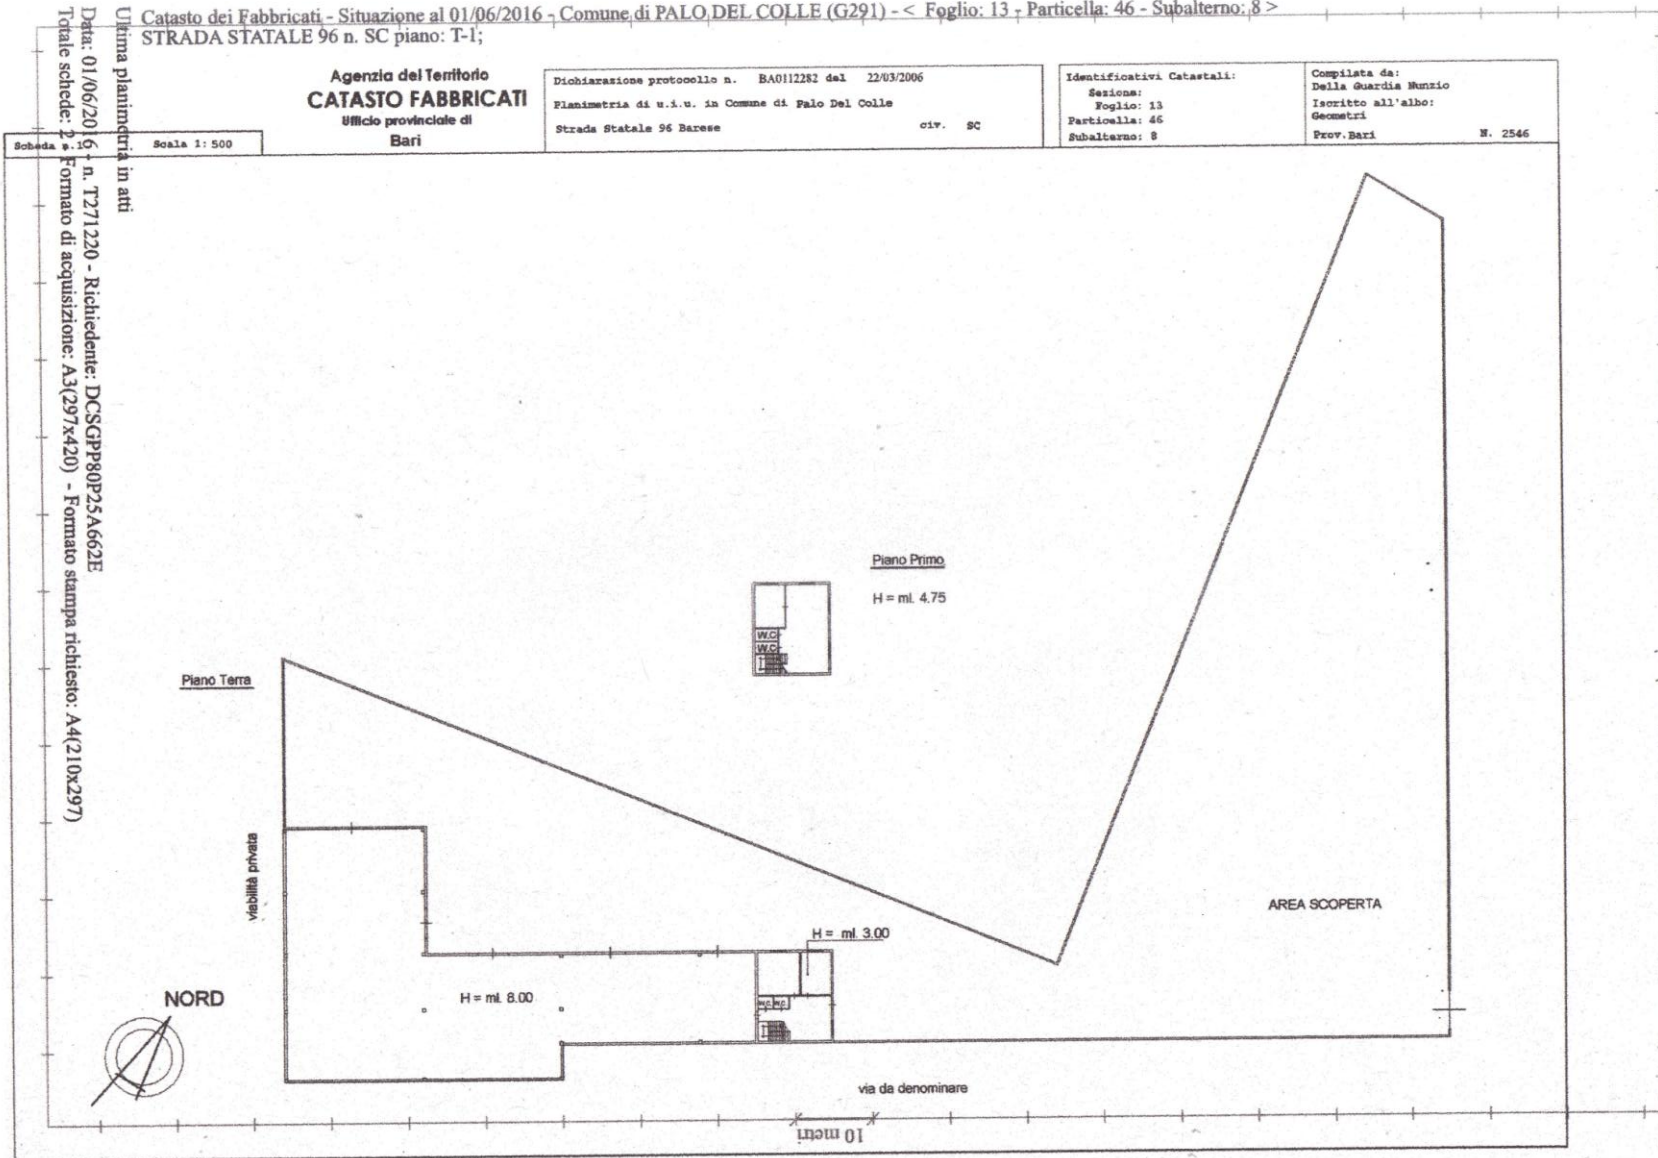 Catasto dei Fabbricati - Situazione al 01/06/2016 - Comune di PALO DEL COLLE (G291) - < Foglio: 13 - Particella: 46 - Subalterno: 8 >
STRADA STATALE 96 n. SC piano: T-1;
Agenzia del Territorio
CATASTO FABBRICATI
Ufficio provinciale di
Bari
Dichiarazione protocollo n. BA0112282 del 22/03/2006
Planimetria di u.i.u. in Comune di Palo Del Colle
Strada Statale 96 Barese civ. SC
Identificativi Catastali:
Sezione:
Foglio: 13
Particella: 46
Subalterno: 8
Compilata da:
Della Guardia Nunzio
Iscritto all'albo:
Geometri
Prov. Bari N. 2546
Scheda n. 1 Scala 1: 500
Ultima planimetria in atti
Data: 01/06/2016 - n. T271220 - Richiedente: DCSGPP80P25A662E
Totale schede: 2 - Formato di acquisizione: A3(297x420) - Formato stampa richiesto: A4(210x297)
Piano Primo
H = ml. 4.75
W.C.
W.C.
Piano Terra
viabilità privata
AREA SCOPERTA
H = ml. 3.00
H = ml. 8.00
W.C. W.C.
NORD
via da denominare
10 metri